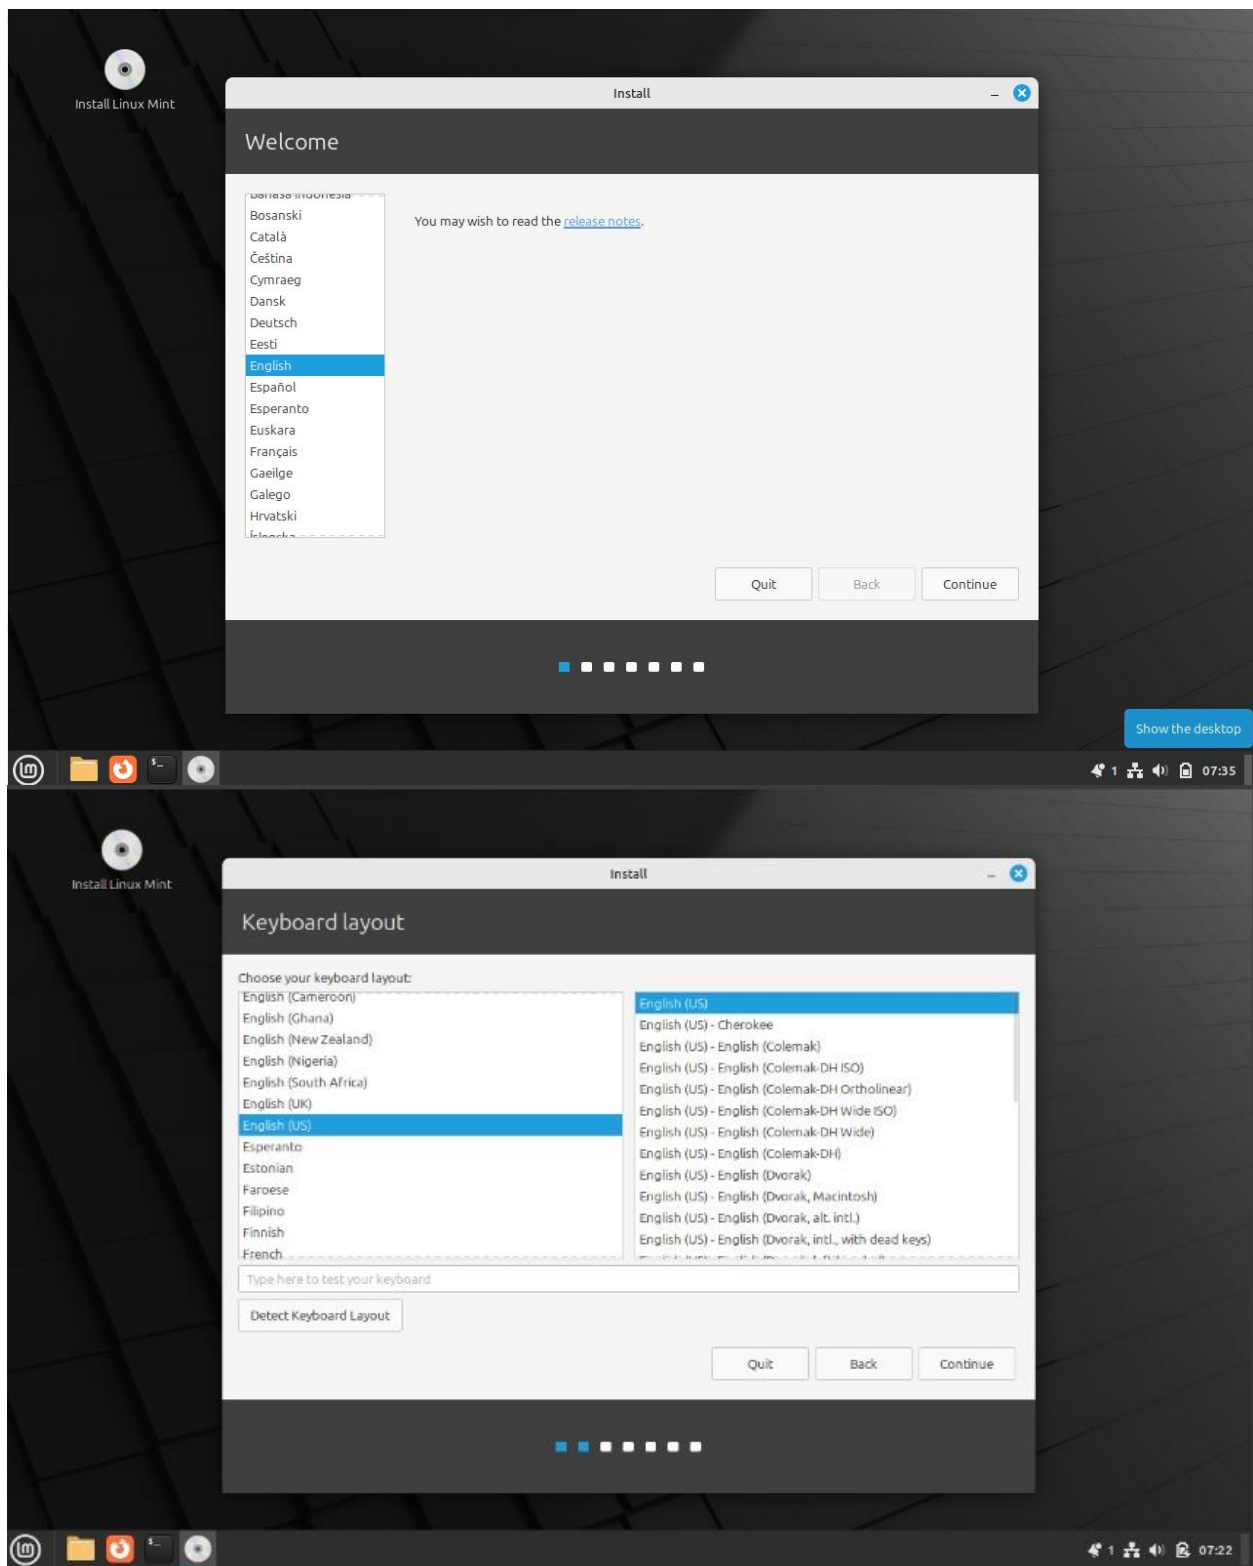 Install Linux Mint
Install
Welcome
Bahasa Indonesia
Bosanski
Català
Čeština
Cymraeg
Dansk
Deutsch
Eesti
English
Español
Esperanto
Euskara
Français
Gaeilge
Galego
Hrvatski
Íslenska
You may wish to read the release notes.
Quit
Back
Continue
Show the desktop
1
07:35
Install Linux Mint
Install
Keyboard layout
Choose your keyboard layout:
English (Cameroon)
English (Ghana)
English (New Zealand)
English (Nigeria)
English (South Africa)
English (UK)
English (US)
Esperanto
Estonian
Faroese
Filipino
Finnish
French
English (US)
English (US) - Cherokee
English (US) - English (Colemak)
English (US) - English (Colemak-DH ISO)
English (US) - English (Colemak-DH Ortholinear)
English (US) - English (Colemak-DH Wide ISO)
English (US) - English (Colemak-DH Wide)
English (US) - English (Colemak-DH)
English (US) - English (Dvorak)
English (US) - English (Dvorak, Macintosh)
English (US) - English (Dvorak, alt. intl.)
English (US) - English (Dvorak, intl., with dead keys)
Type here to test your keyboard
Detect Keyboard Layout
Quit
Back
Continue
1
07:22